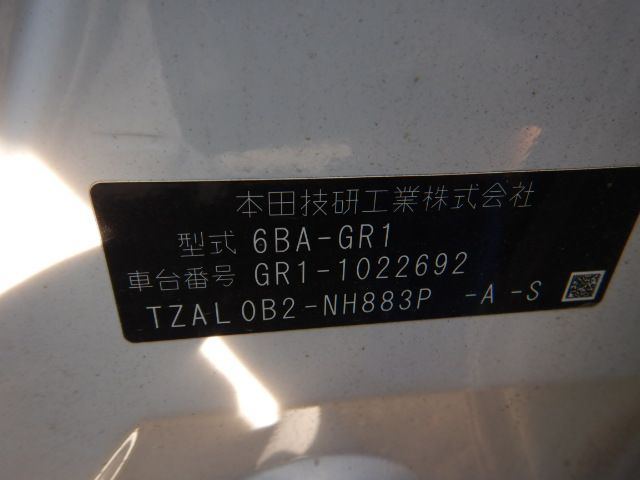 本田技研工業株式会社
型式 6BA-GR1
車台番号 GR1-1022692
TZAL0B2-NH883P -A -S